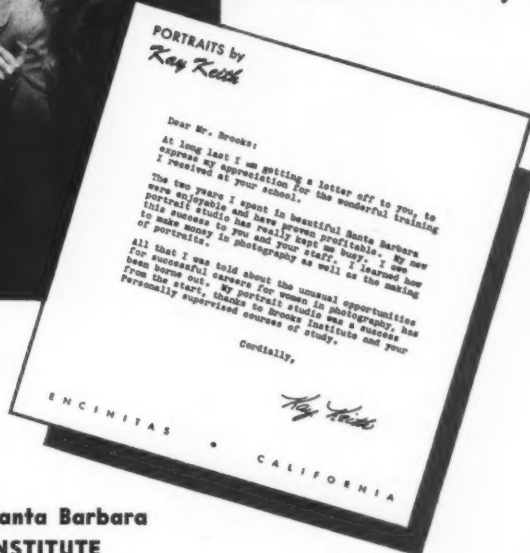 PORTRAITS by
Kay Keith
Dear Mr. Brooks:
At long last I am getting a letter off to you, to
express my appreciation for the wonderful training
I received at your school.
The two years I spent in beautiful Santa Barbara
were enjoyable and have proven profitable. My new
portrait studio has really kept me busy. I owe
this success to you and your staff. I learned how
to make money in photography as well as the making
of portraits.
All that I was told about the unusual opportunities
for successful careers for women in photography, has
been borne out. My portrait studio was a success
from the start, thanks to Brooks Institute and your
Personally supervised courses of study.
Cordially,
Kay Keith
ENCINITAS • CALIFORNIA
anta Barbara
NSTITUTE